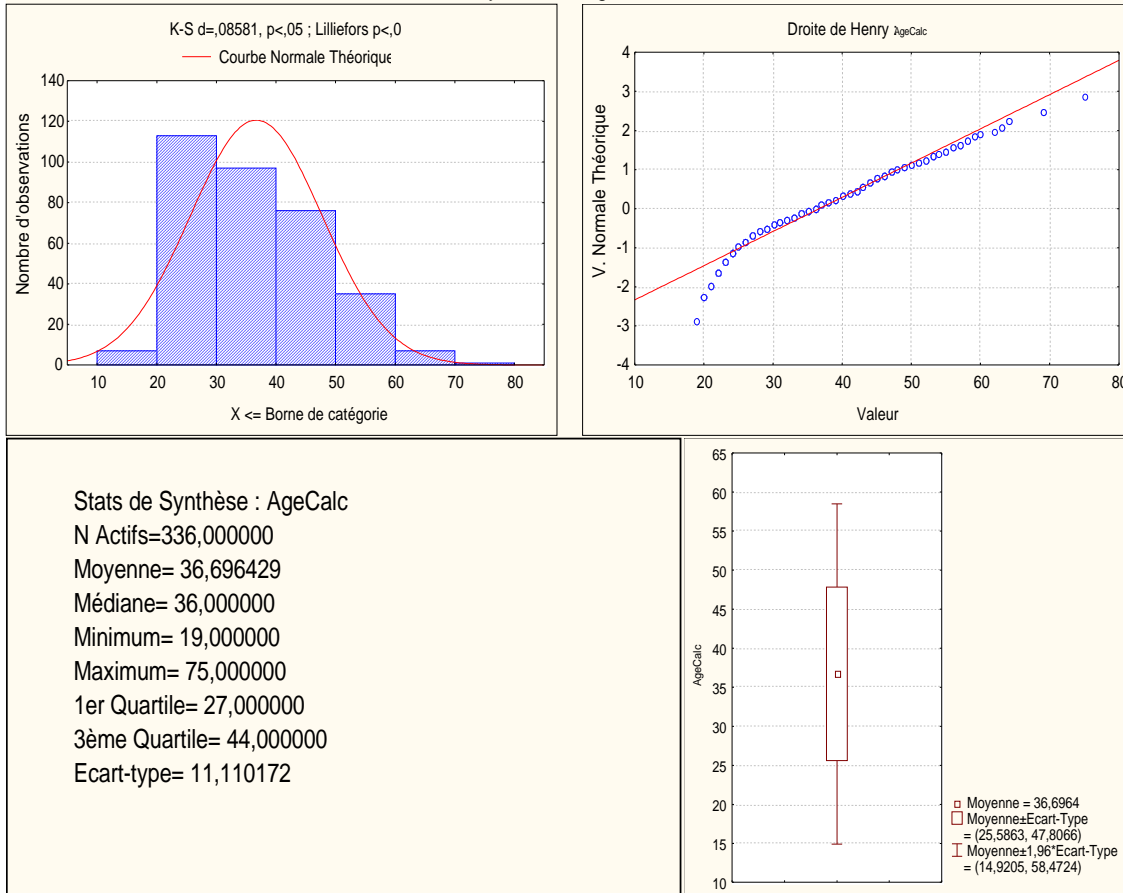 K-S d=,08581, p<,05 ; Lilliefors p<,0
Courbe Normale Théorique
140
120
100
80
60
40
20
0
10 20 30 40 50 60 70 80
Nombre d'observations
X <= Borne de catégorie
Droite de Henry AgeCalc
4
3
2
1
0
-1
-2
-3
-4
10 20 30 40 50 60 70 80
V. Normale Théorique
Valeur
Stats de Synthèse : AgeCalc
N Actifs=336,000000
Moyenne= 36,696429
Médiane= 36,000000
Minimum= 19,000000
Maximum= 75,000000
1er Quartile= 27,000000
3ème Quartile= 44,000000
Ecart-type= 11,110172
65
60
55
50
45
40
35
30
25
20
15
10
AgeCalc
Moyenne = 36,6964
Moyenne±Ecart-Type
= (25,5863, 47,8066)
Moyenne±1,96*Ecart-Type
= (14,9205, 58,4724)